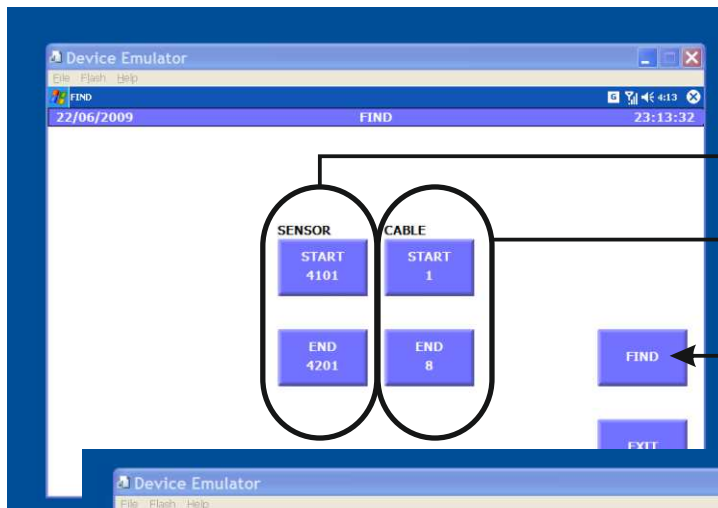 Device Emulator
File Flash Help
FIND
G 4:13
22/06/2009 FIND 23:13:32
SENSOR CABLE
START 4101
START 1
END 4201
END 8
FIND
EXIT
Device Emulator
File Flash Help